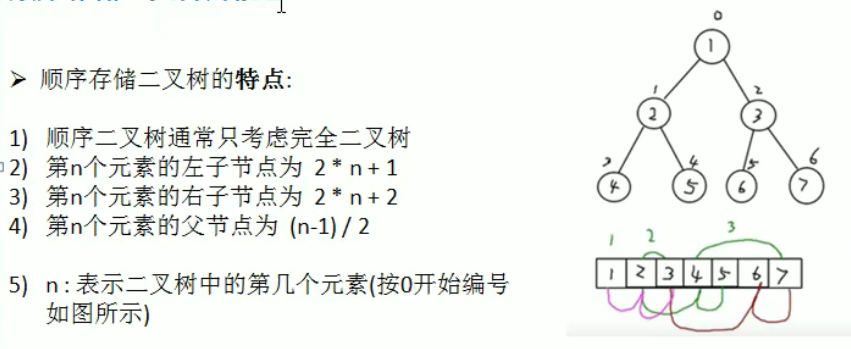 ➢ 顺序存储二叉树的特点:
1) 顺序二叉树通常只考虑完全二叉树
2) 第n个元素的左子节点为 2 * n + 1
3) 第n个元素的右子节点为 2 * n + 2
4) 第n个元素的父节点为 (n-1) / 2
5) n : 表示二叉树中的第几个元素(按0开始编号
如图所示)
0
1
1 2
2 3
3 4 5 6
4 5 6 7
1 2 3
1 2 3 4 5 6 7